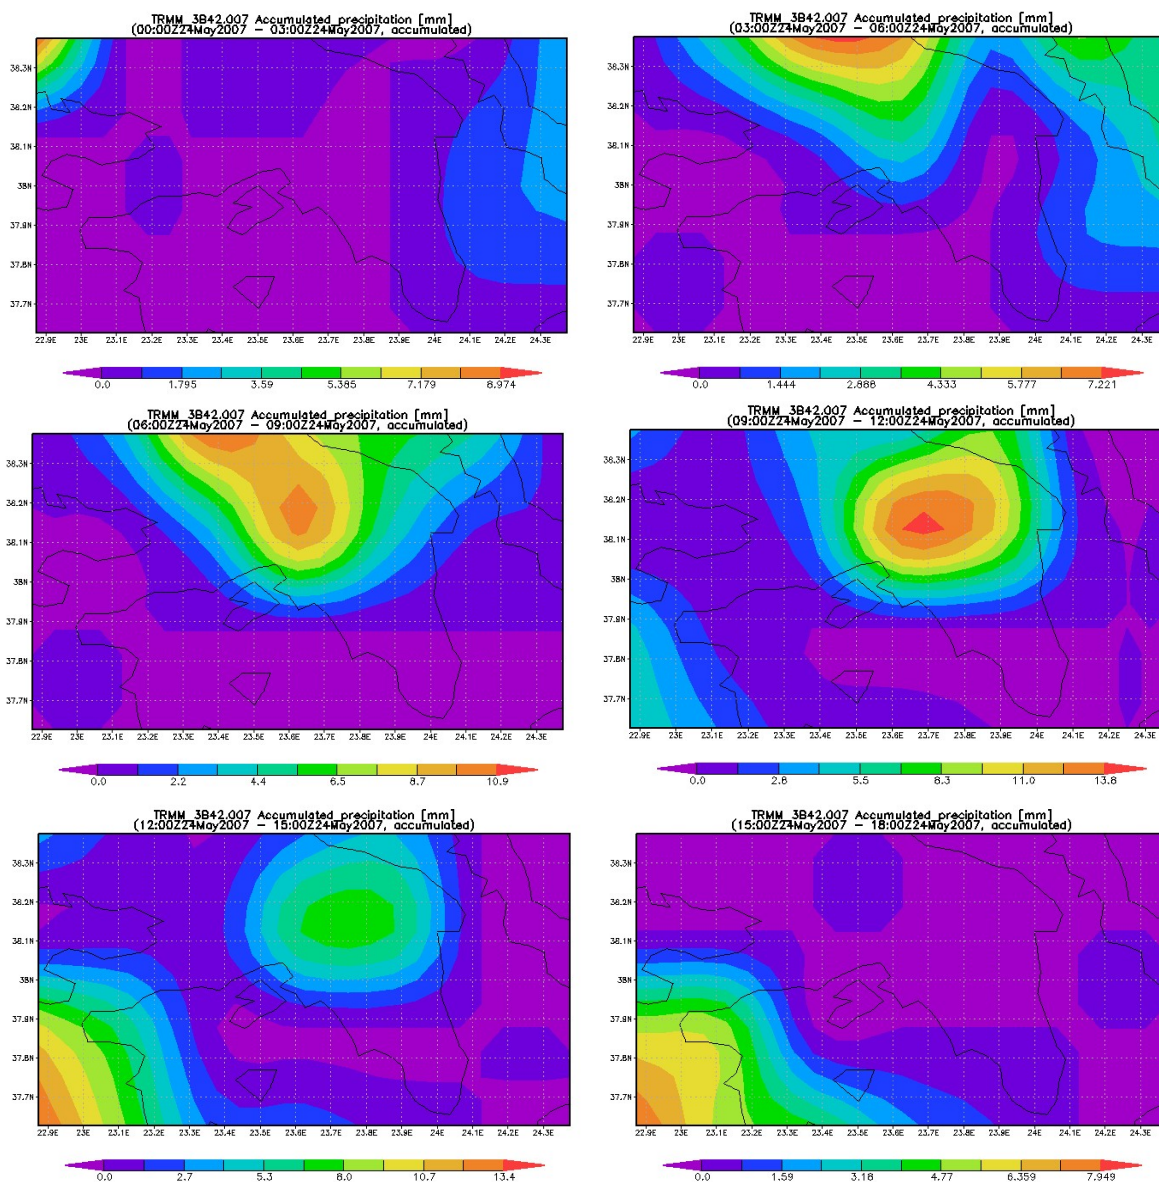 TRMM_3B42.007 Accumulated precipitation [mm]
(00:00Z24May2007 - 03:00Z24May2007, accumulated)
38.3N
38.2N
38.1N
38N
37.9N
37.8N
37.7N
22.9E 23E 23.1E 23.2E 23.3E 23.4E 23.5E 23.6E 23.7E 23.8E 23.9E 24E 24.1E 24.2E 24.3E
0.0 1.795 3.59 5.385 7.179 8.974
TRMM_3B42.007 Accumulated precipitation [mm]
(03:00Z24May2007 - 06:00Z24May2007, accumulated)
38.3N
38.2N
38.1N
38N
37.9N
37.8N
37.7N
22.9E 23E 23.1E 23.2E 23.3E 23.4E 23.5E 23.6E 23.7E 23.8E 23.9E 24E 24.1E 24.2E 24.3E
0.0 1.444 2.888 4.333 5.777 7.221
TRMM_3B42.007 Accumulated precipitation [mm]
(06:00Z24May2007 - 09:00Z24May2007, accumulated)
38.3N
38.2N
38.1N
38N
37.9N
37.8N
37.7N
22.9E 23E 23.1E 23.2E 23.3E 23.4E 23.5E 23.6E 23.7E 23.8E 23.9E 24E 24.1E 24.2E 24.3E
0.0 2.2 4.4 6.5 8.7 10.9
TRMM_3B42.007 Accumulated precipitation [mm]
(09:00Z24May2007 - 12:00Z24May2007, accumulated)
38.3N
38.2N
38.1N
38N
37.9N
37.8N
37.7N
22.9E 23E 23.1E 23.2E 23.3E 23.4E 23.5E 23.6E 23.7E 23.8E 23.9E 24E 24.1E 24.2E 24.3E
0.0 2.8 5.5 8.3 11.0 13.8
TRMM_3B42.007 Accumulated precipitation [mm]
(12:00Z24May2007 - 15:00Z24May2007, accumulated)
38.3N
38.2N
38.1N
38N
37.9N
37.8N
37.7N
22.9E 23E 23.1E 23.2E 23.3E 23.4E 23.5E 23.6E 23.7E 23.8E 23.9E 24E 24.1E 24.2E 24.3E
0.0 2.7 5.3 8.0 10.7 13.4
TRMM_3B42.007 Accumulated precipitation [mm]
(15:00Z24May2007 - 18:00Z24May2007, accumulated)
38.3N
38.2N
38.1N
38N
37.9N
37.8N
37.7N
22.9E 23E 23.1E 23.2E 23.3E 23.4E 23.5E 23.6E 23.7E 23.8E 23.9E 24E 24.1E 24.2E 24.3E
0.0 1.59 3.18 4.77 6.359 7.949